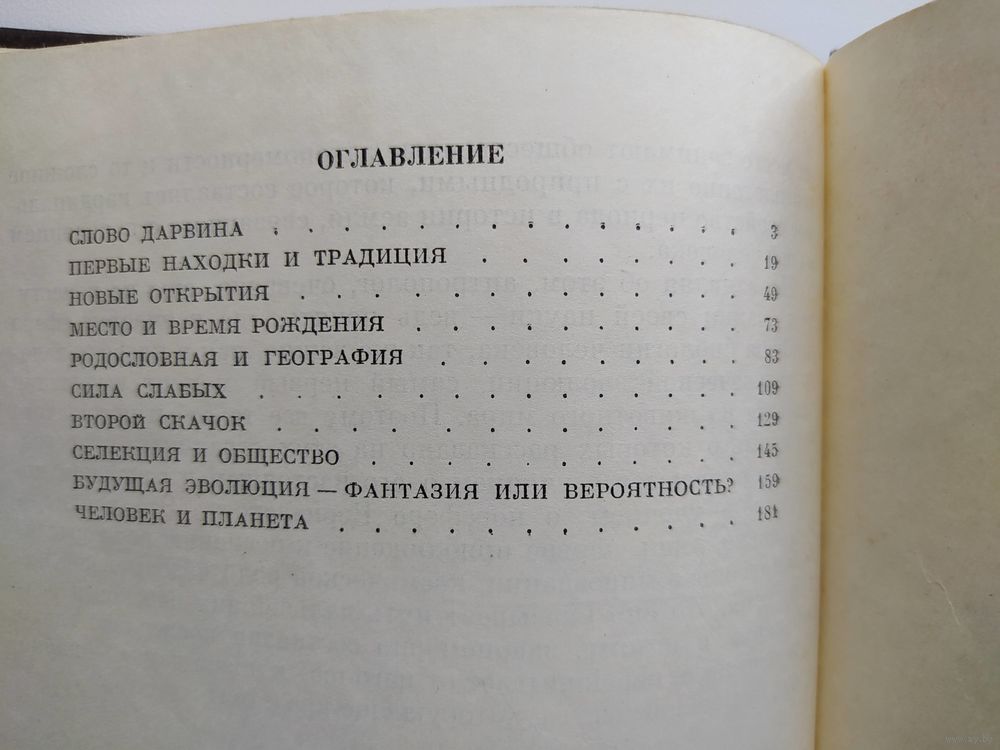 ОГЛАВЛЕНИЕ
СЛОВО ДАРВИНА . . . . . . . . . . . . . . 3
ПЕРВЫЕ НАХОДКИ И ТРАДИЦИЯ . . . . . . . . 19
НОВЫЕ ОТКРЫТИЯ . . . . . . . . . . . . . 49
МЕСТО И ВРЕМЯ РОЖДЕНИЯ . . . . . . . . . 73
РОДОСЛОВНАЯ И ГЕОГРАФИЯ . . . . . . . . 83
СИЛА СЛАБЫХ . . . . . . . . . . . . . . . 109
ВТОРОЙ СКАЧОК . . . . . . . . . . . . . . 129
СЕЛЕКЦИЯ И ОБЩЕСТВО . . . . . . . . . . . 145
БУДУЩАЯ ЭВОЛЮЦИЯ — ФАНТАЗИЯ ИЛИ ВЕРОЯТНОСТЬ? 159
ЧЕЛОВЕК И ПЛАНЕТА . . . . . . . . . . . . 181